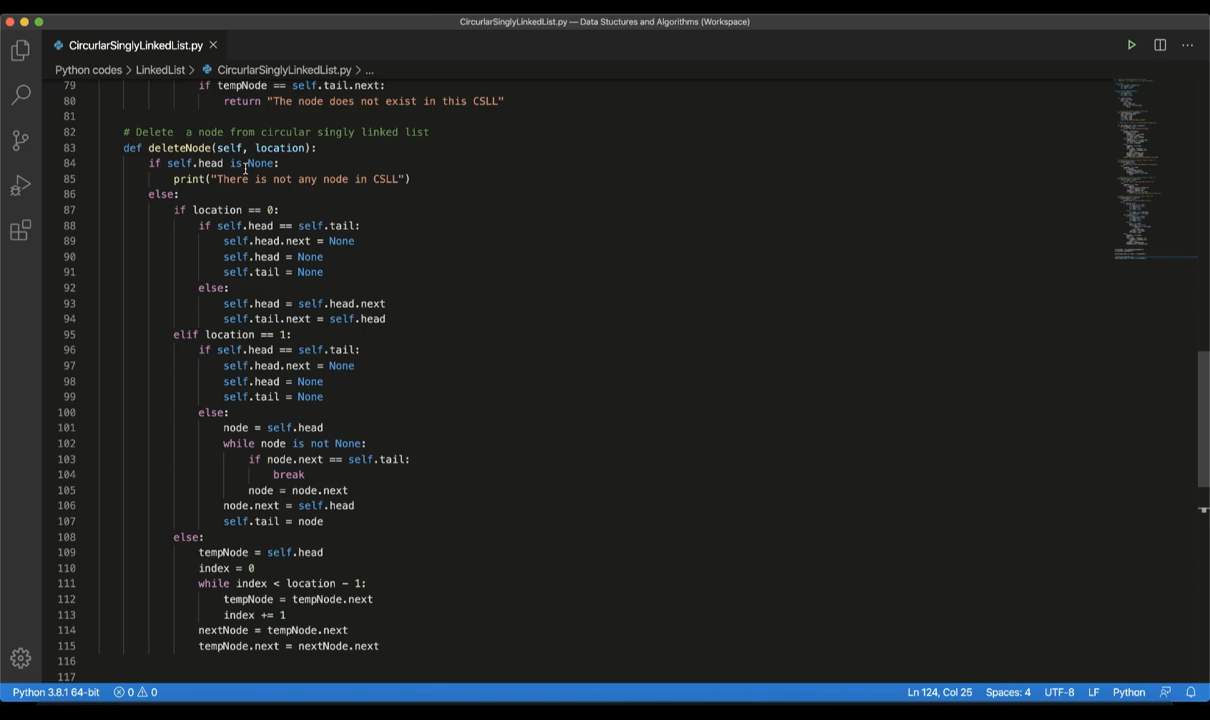 CircurlarSinglyLinkedList.py — Data Stuctures and Algorithms (Workspace)
CircurlarSinglyLinkedList.py
Python codes > LinkedList > CircurlarSinglyLinkedList.py > ...
79 if tempNode == self.tail.next:
80 return "The node does not exist in this CSLL"
81
82 # Delete  a node from circular singly linked list
83 def deleteNode(self, location):
84 if self.head is None:
85 print("There is not any node in CSLL")
86 else:
87 if location == 0:
88 if self.head == self.tail:
89 self.head.next = None
90 self.head = None
91 self.tail = None
92 else:
93 self.head = self.head.next
94 self.tail.next = self.head
95 elif location == 1:
96 if self.head == self.tail:
97 self.head.next = None
98 self.head = None
99 self.tail = None
100 else:
101 node = self.head
102 while node is not None:
103 if node.next == self.tail:
104 break
105 node = node.next
106 node.next = self.head
107 self.tail = node
108 else:
109 tempNode = self.head
110 index = 0
111 while index < location - 1:
112 tempNode = tempNode.next
113 index += 1
114 nextNode = tempNode.next
115 tempNode.next = nextNode.next
116
117
Python 3.8.1 64-bit 0 0 Ln 124, Col 25 Spaces: 4 UTF-8 LF Python